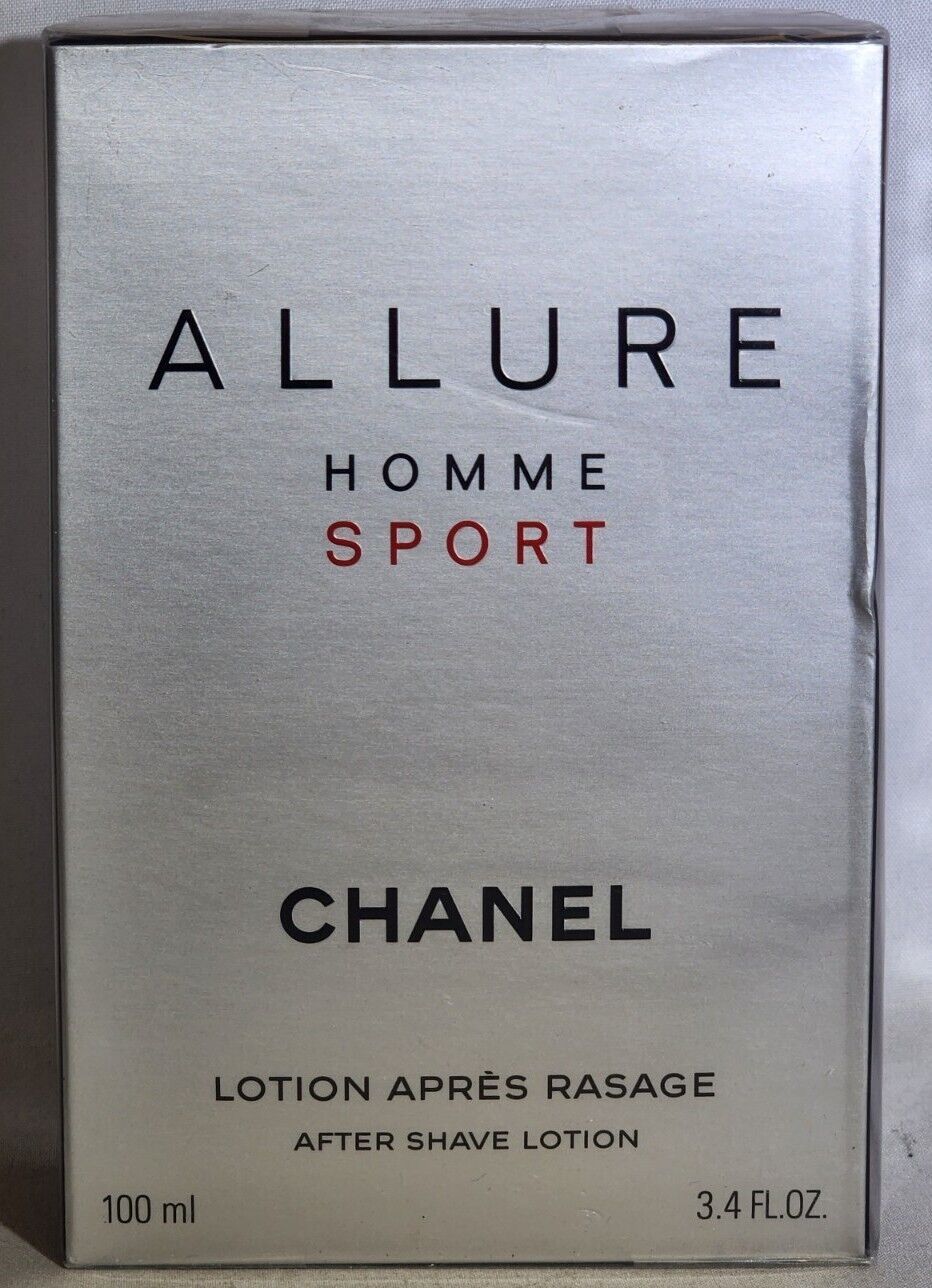 ALLURE
HOMME
SPORT
CHANEL
LOTION APRÈS RASAGE
AFTER SHAVE LOTION
100 ml 3.4 FL.OZ.